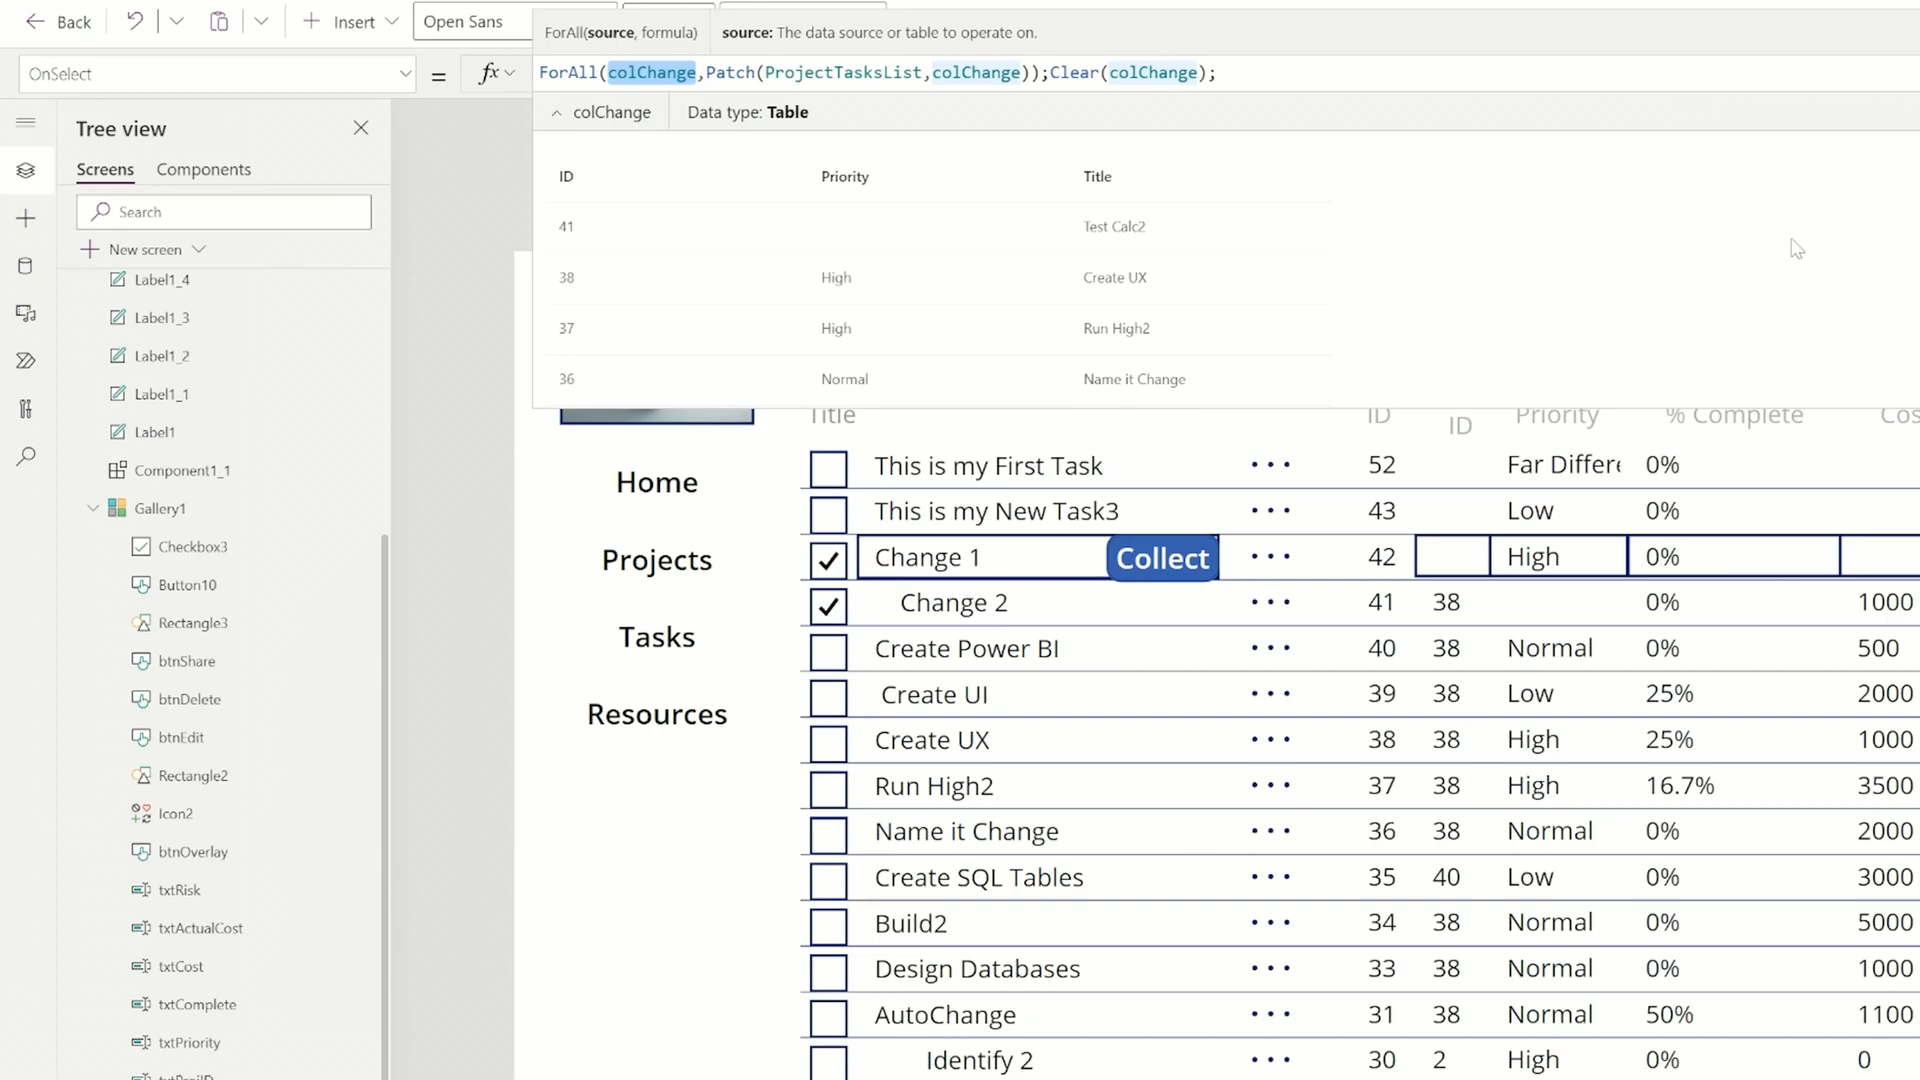 Back
Insert
Open Sans
ForAll(source, formula)
source: The data source or table to operate on.
OnSelect
=
fx
ForAll(colChange,Patch(ProjectTasksList,colChange));Clear(colChange);
colChange
Data type: Table
Tree view
Screens
Components
Search
New screen
Label1_4
Label1_3
Label1_2
Label1_1
Label1
Component1_1
Gallery1
Checkbox3
Button10
Rectangle3
btnShare
btnDelete
btnEdit
Rectangle2
Icon2
btnOverlay
txtRisk
txtActualCost
txtCost
txtComplete
txtPriority
ID Priority Title
41 Test Calc2
38 High Create UX
37 High Run High2
36 Normal Name it Change
Home
Projects
Tasks
Resources
Title ID ID Priority % Complete Cos
This is my First Task ... 52 Far Differe 0%
This is my New Task3 ... 43 Low 0%
Change 1 Collect ... 42 High 0%
Change 2 ... 41 38 0% 1000
Create Power BI ... 40 38 Normal 0% 500
Create UI ... 39 38 Low 25% 2000
Create UX ... 38 38 High 25% 1000
Run High2 ... 37 38 High 16.7% 3500
Name it Change ... 36 38 Normal 0% 2000
Create SQL Tables ... 35 40 Low 0% 3000
Build2 ... 34 38 Normal 0% 5000
Design Databases ... 33 38 Normal 0% 1000
AutoChange ... 31 38 Normal 50% 1100
Identify 2 ... 30 2 High 0% 0